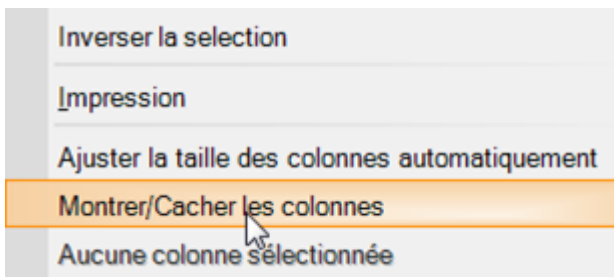 Inverser la selection
Impression
Ajuster la taille des colonnes automatiquement
Montrer/Cacher les colonnes
Aucune colonne sélectionnée